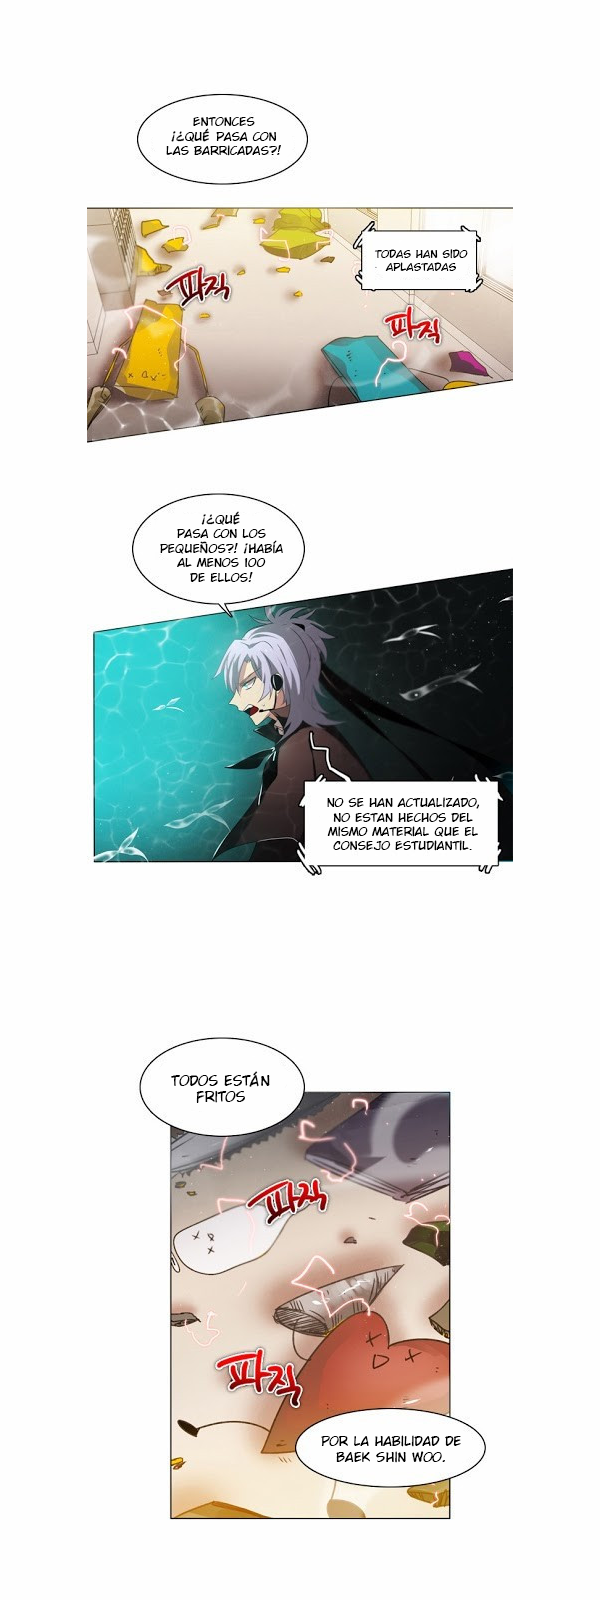 ENTONCES
¡¿QUÉ PASA CON
LAS BARRICADAS?!
TODAS HAN SIDO
APLASTADAS
파직
파직
¡¿QUÉ
PASA CON LOS
PEQUEÑOS?! ¡HABÍA
AL MENOS 100
DE ELLOS!
NO SE HAN ACTUALIZADO,
NO ESTAN HECHOS DEL
MISMO MATERIAL QUE EL
CONSEJO ESTUDIANTIL.
TODOS ESTÁN
FRITOS
파직
파직
POR LA HABILIDAD DE
BAEK SHIN WOO.